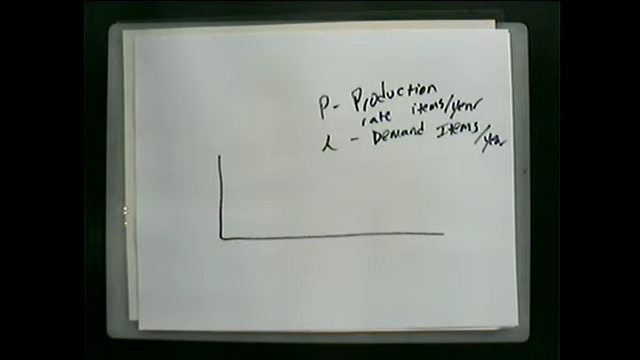 P - Production
rate items/year
λ - Demand Items/year